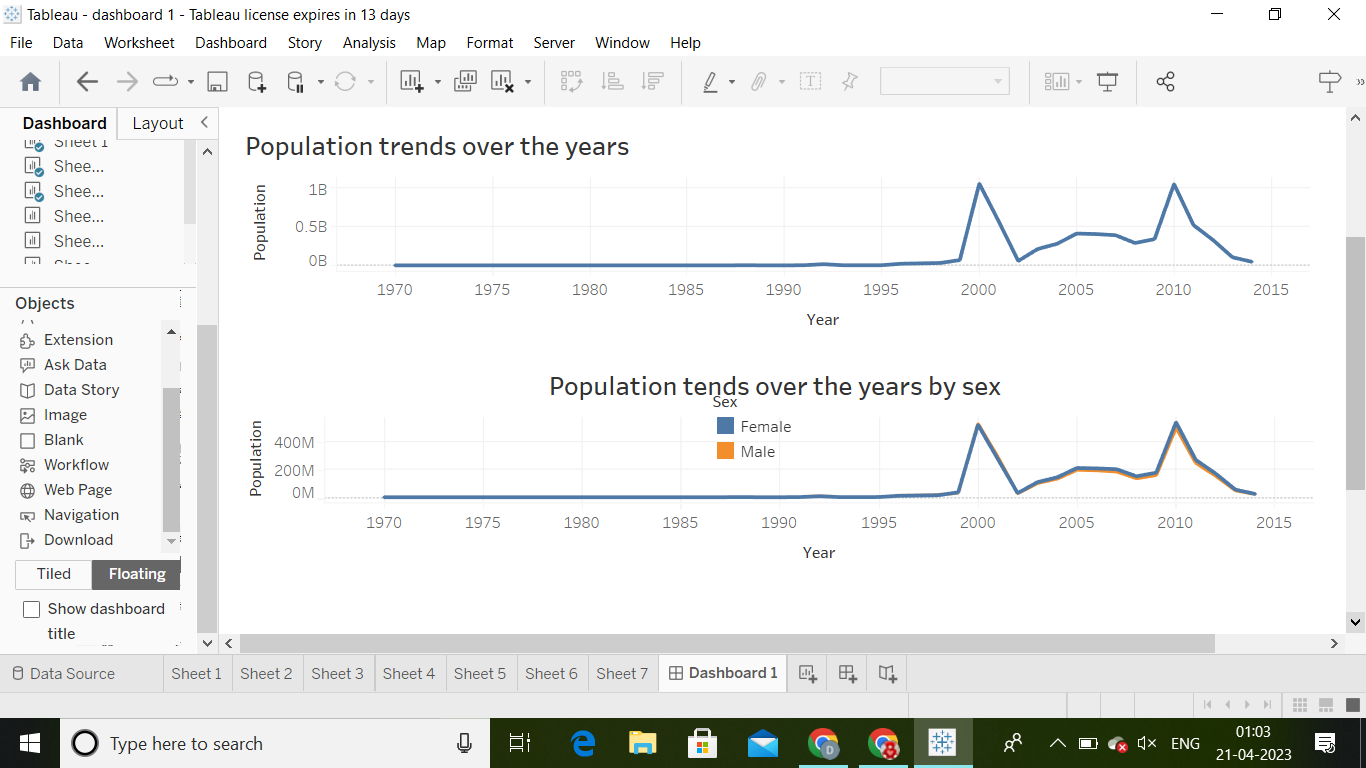 Tableau - dashboard 1 - Tableau license expires in 13 days
File Data Worksheet Dashboard Story Analysis Map Format Server Window Help
Dashboard Layout
Sheet 1
Shee...
Shee...
Shee...
Shee...
Objects
Extension
Ask Data
Data Story
Image
Blank
Workflow
Web Page
Navigation
Download
Tiled Floating
Show dashboard
title
Population trends over the years
Population
1B
0.5B
0B
1970 1975 1980 1985 1990 1995 2000 2005 2010 2015
Year
Population tends over the years by sex
Sex
Female
Male
Population
400M
200M
0M
1970 1975 1980 1985 1990 1995 2000 2005 2010 2015
Year
Data Source Sheet 1 Sheet 2 Sheet 3 Sheet 4 Sheet 5 Sheet 6 Sheet 7 Dashboard 1
Type here to search
ENG
01:03
21-04-2023